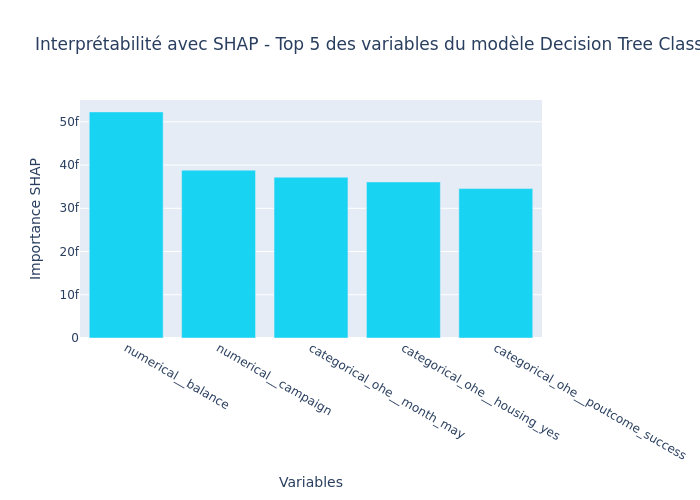 Interprétabilité avec SHAP - Top 5 des variables du modèle Decision Tree Class
Importance SHAP
50f
40f
30f
20f
10f
0
numerical__balance
numerical__campaign
categorical_ohe__month_may
categorical_ohe__housing_yes
categorical_ohe__poutcome_success
Variables